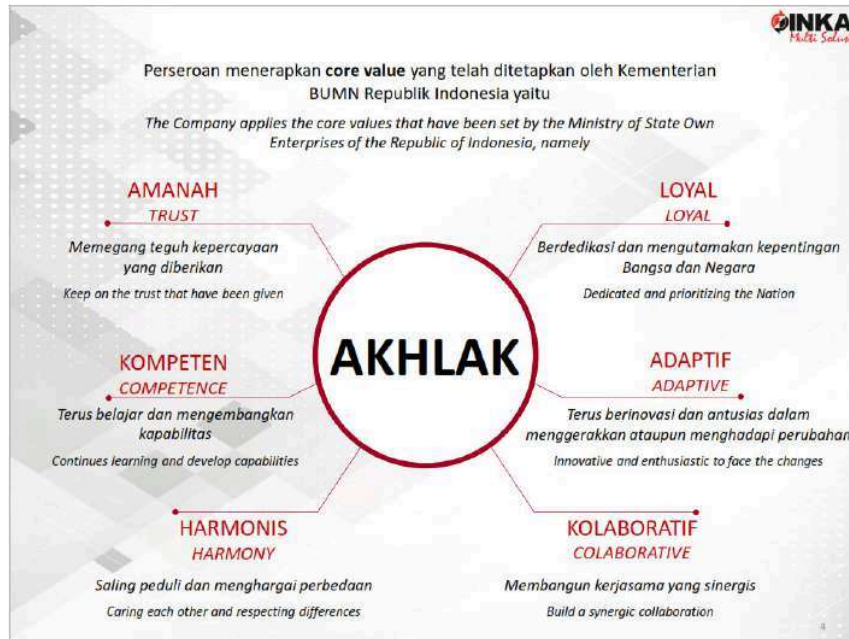 INKA
Multi Solusi
Perseroan menerapkan core value yang telah ditetapkan oleh Kementerian
BUMN Republik Indonesia yaitu
The Company applies the core values that have been set by the Ministry of State Own
Enterprises of the Republic of Indonesia, namely
AMANAH
TRUST
Memegang teguh kepercayaan
yang diberikan
Keep on the trust that have been given
KOMPETEN
COMPETENCE
Terus belajar dan mengembangkan
kapabilitas
Continues learning and develop capabilities
HARMONIS
HARMONY
Saling peduli dan menghargai perbedaan
Caring each other and respecting differences
AKHLAK
LOYAL
LOYAL
Berdedikasi dan mengutamakan kepentingan
Bangsa dan Negara
Dedicated and prioritizing the Nation
ADAPTIF
ADAPTIVE
Terus berinovasi dan antusias dalam
menggerakkan ataupun menghadapi perubahan
Innovative and enthusiastic to face the changes
KOLABORATIF
COLABORATIVE
Membangun kerjasama yang sinergis
Build a synergic collaboration
4